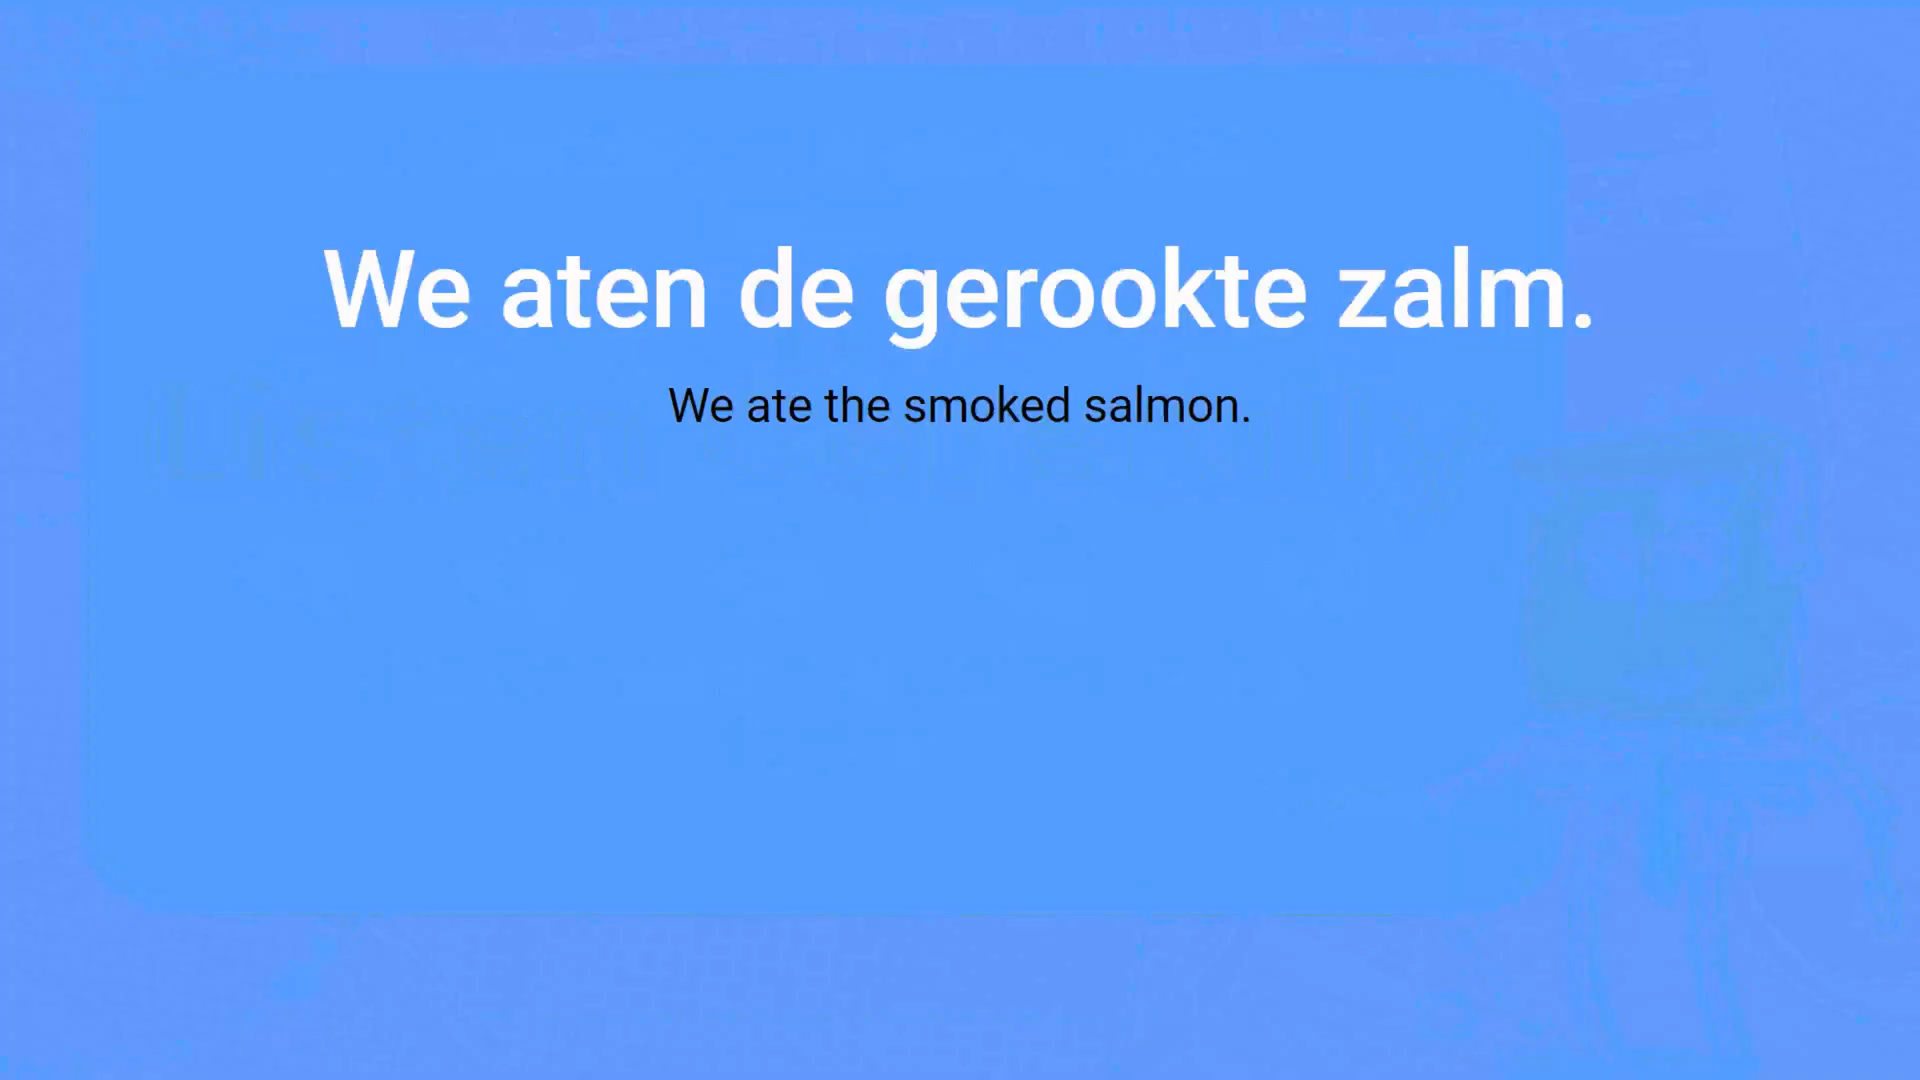 We aten de gerookte zalm.
We ate the smoked salmon.